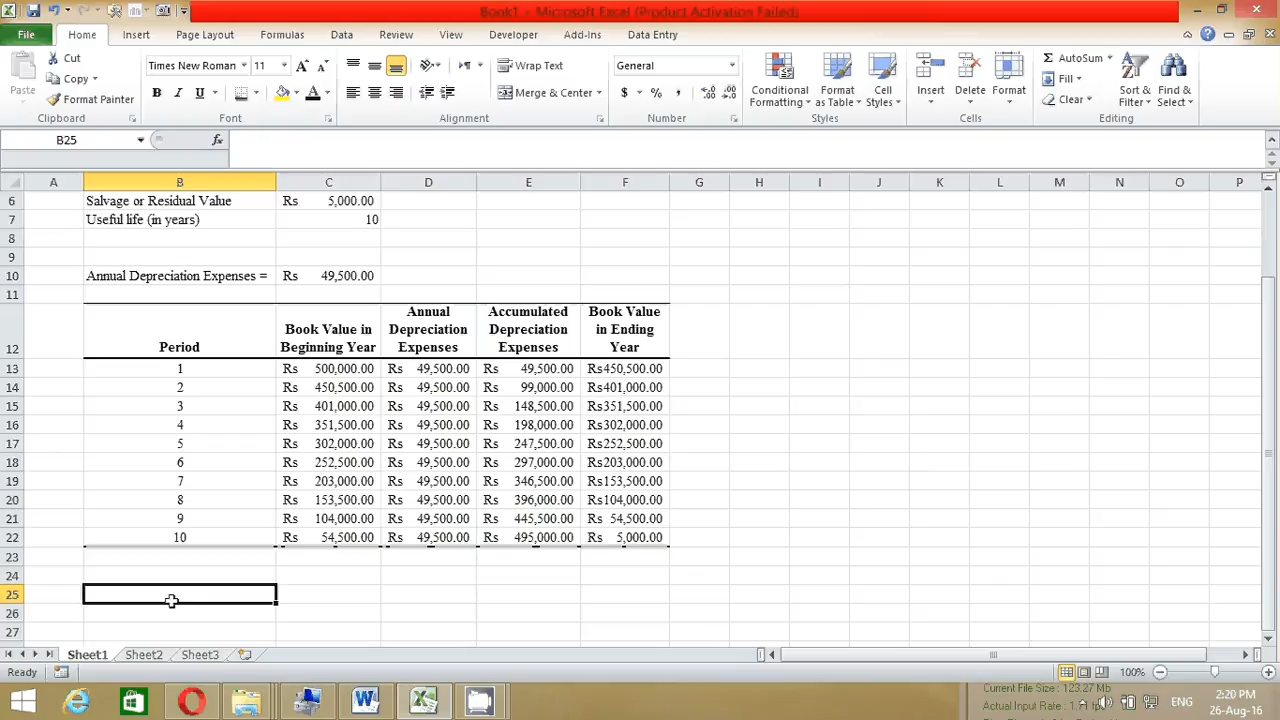 Book1 - Microsoft Excel (Product Activation Failed)
File Home Insert Page Layout Formulas Data Review View Developer Add-Ins Data Entry
Cut
Copy
Format Painter
Paste
Clipboard
Times New Roman 11
B I U A
Font
Wrap Text
Merge & Center
Alignment
General
$ % ,
Number
Conditional Formatting
Format as Table
Cell Styles
Styles
Insert Delete Format
Cells
Σ AutoSum
Fill
Clear
Sort & Filter
Find & Select
Editing
B25 fx
A B C D E F G H I J K L M N O P
6 Salvage or Residual Value Rs 5,000.00
7 Useful life (in years) 10
8
9
10 Annual Depreciation Expenses = Rs 49,500.00
11
12 Period Book Value in Beginning Year Annual Depreciation Expenses Accumulated Depreciation Expenses Book Value in Ending Year
13 1 Rs 500,000.00 Rs 49,500.00 Rs 49,500.00 Rs450,500.00
14 2 Rs 450,500.00 Rs 49,500.00 Rs 99,000.00 Rs401,000.00
15 3 Rs 401,000.00 Rs 49,500.00 Rs 148,500.00 Rs351,500.00
16 4 Rs 351,500.00 Rs 49,500.00 Rs 198,000.00 Rs302,000.00
17 5 Rs 302,000.00 Rs 49,500.00 Rs 247,500.00 Rs252,500.00
18 6 Rs 252,500.00 Rs 49,500.00 Rs 297,000.00 Rs203,000.00
19 7 Rs 203,000.00 Rs 49,500.00 Rs 346,500.00 Rs153,500.00
20 8 Rs 153,500.00 Rs 49,500.00 Rs 396,000.00 Rs104,000.00
21 9 Rs 104,000.00 Rs 49,500.00 Rs 445,500.00 Rs 54,500.00
22 10 Rs 54,500.00 Rs 49,500.00 Rs 495,000.00 Rs 5,000.00
23
24
25
26
27
Sheet1 Sheet2 Sheet3
Ready 100%
Current File Size : 123.27 Mb
Actual Input Rate :
ENG
2:20 PM
26-Aug-16